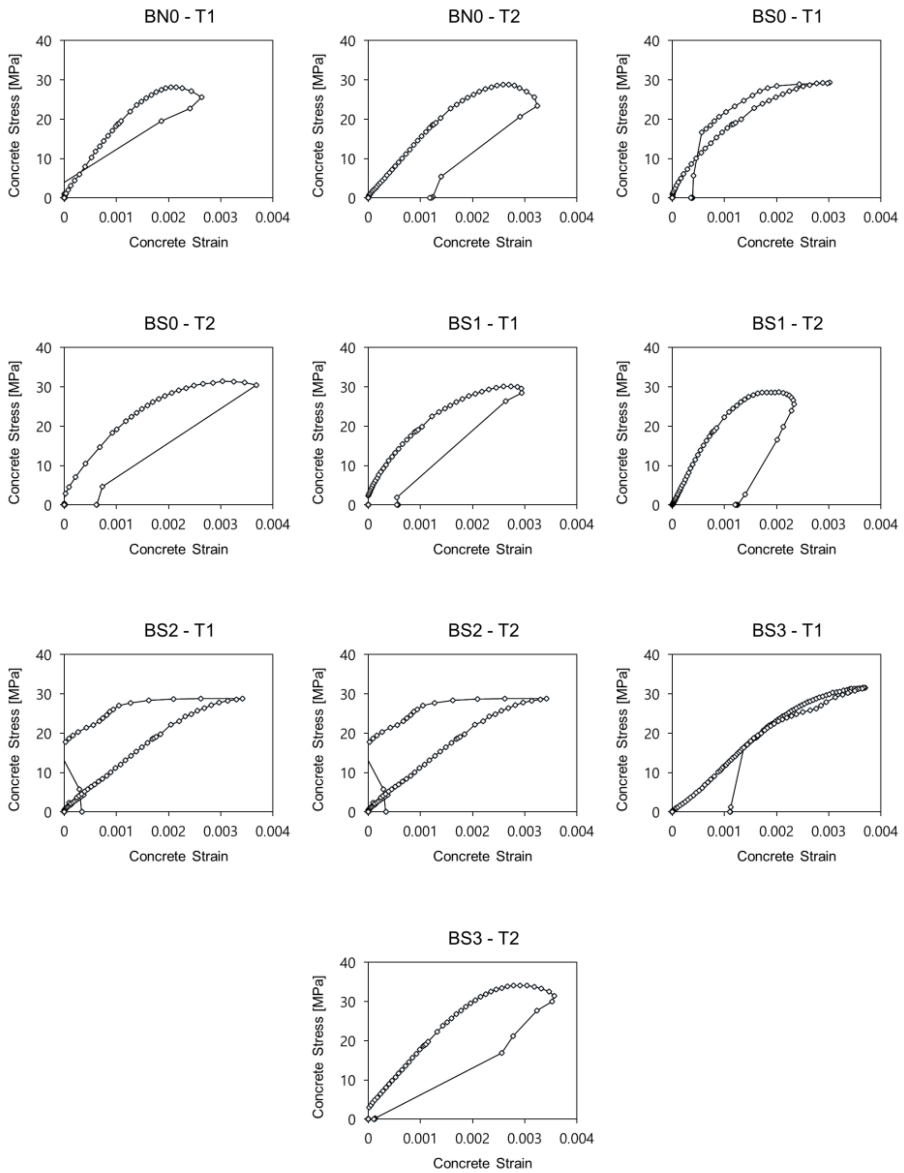 BN0 - T1
Concrete Stress [MPa]
40
30
20
10
0
0 0.001 0.002 0.003 0.004
Concrete Strain
BN0 - T2
Concrete Stress [MPa]
40
30
20
10
0
0 0.001 0.002 0.003 0.004
Concrete Strain
BS0 - T1
Concrete Stress [MPa]
40
30
20
10
0
0 0.001 0.002 0.003 0.004
Concrete Strain
BS0 - T2
Concrete Stress [MPa]
40
30
20
10
0
0 0.001 0.002 0.003 0.004
Concrete Strain
BS1 - T1
Concrete Stress [MPa]
40
30
20
10
0
0 0.001 0.002 0.003 0.004
Concrete Strain
BS1 - T2
Concrete Stress [MPa]
40
30
20
10
0
0 0.001 0.002 0.003 0.004
Concrete Strain
BS2 - T1
Concrete Stress [MPa]
40
30
20
10
0
0 0.001 0.002 0.003 0.004
Concrete Strain
BS2 - T2
Concrete Stress [MPa]
40
30
20
10
0
0 0.001 0.002 0.003 0.004
Concrete Strain
BS3 - T1
Concrete Stress [MPa]
40
30
20
10
0
0 0.001 0.002 0.003 0.004
Concrete Strain
BS3 - T2
Concrete Stress [MPa]
40
30
20
10
0
0 0.001 0.002 0.003 0.004
Concrete Strain